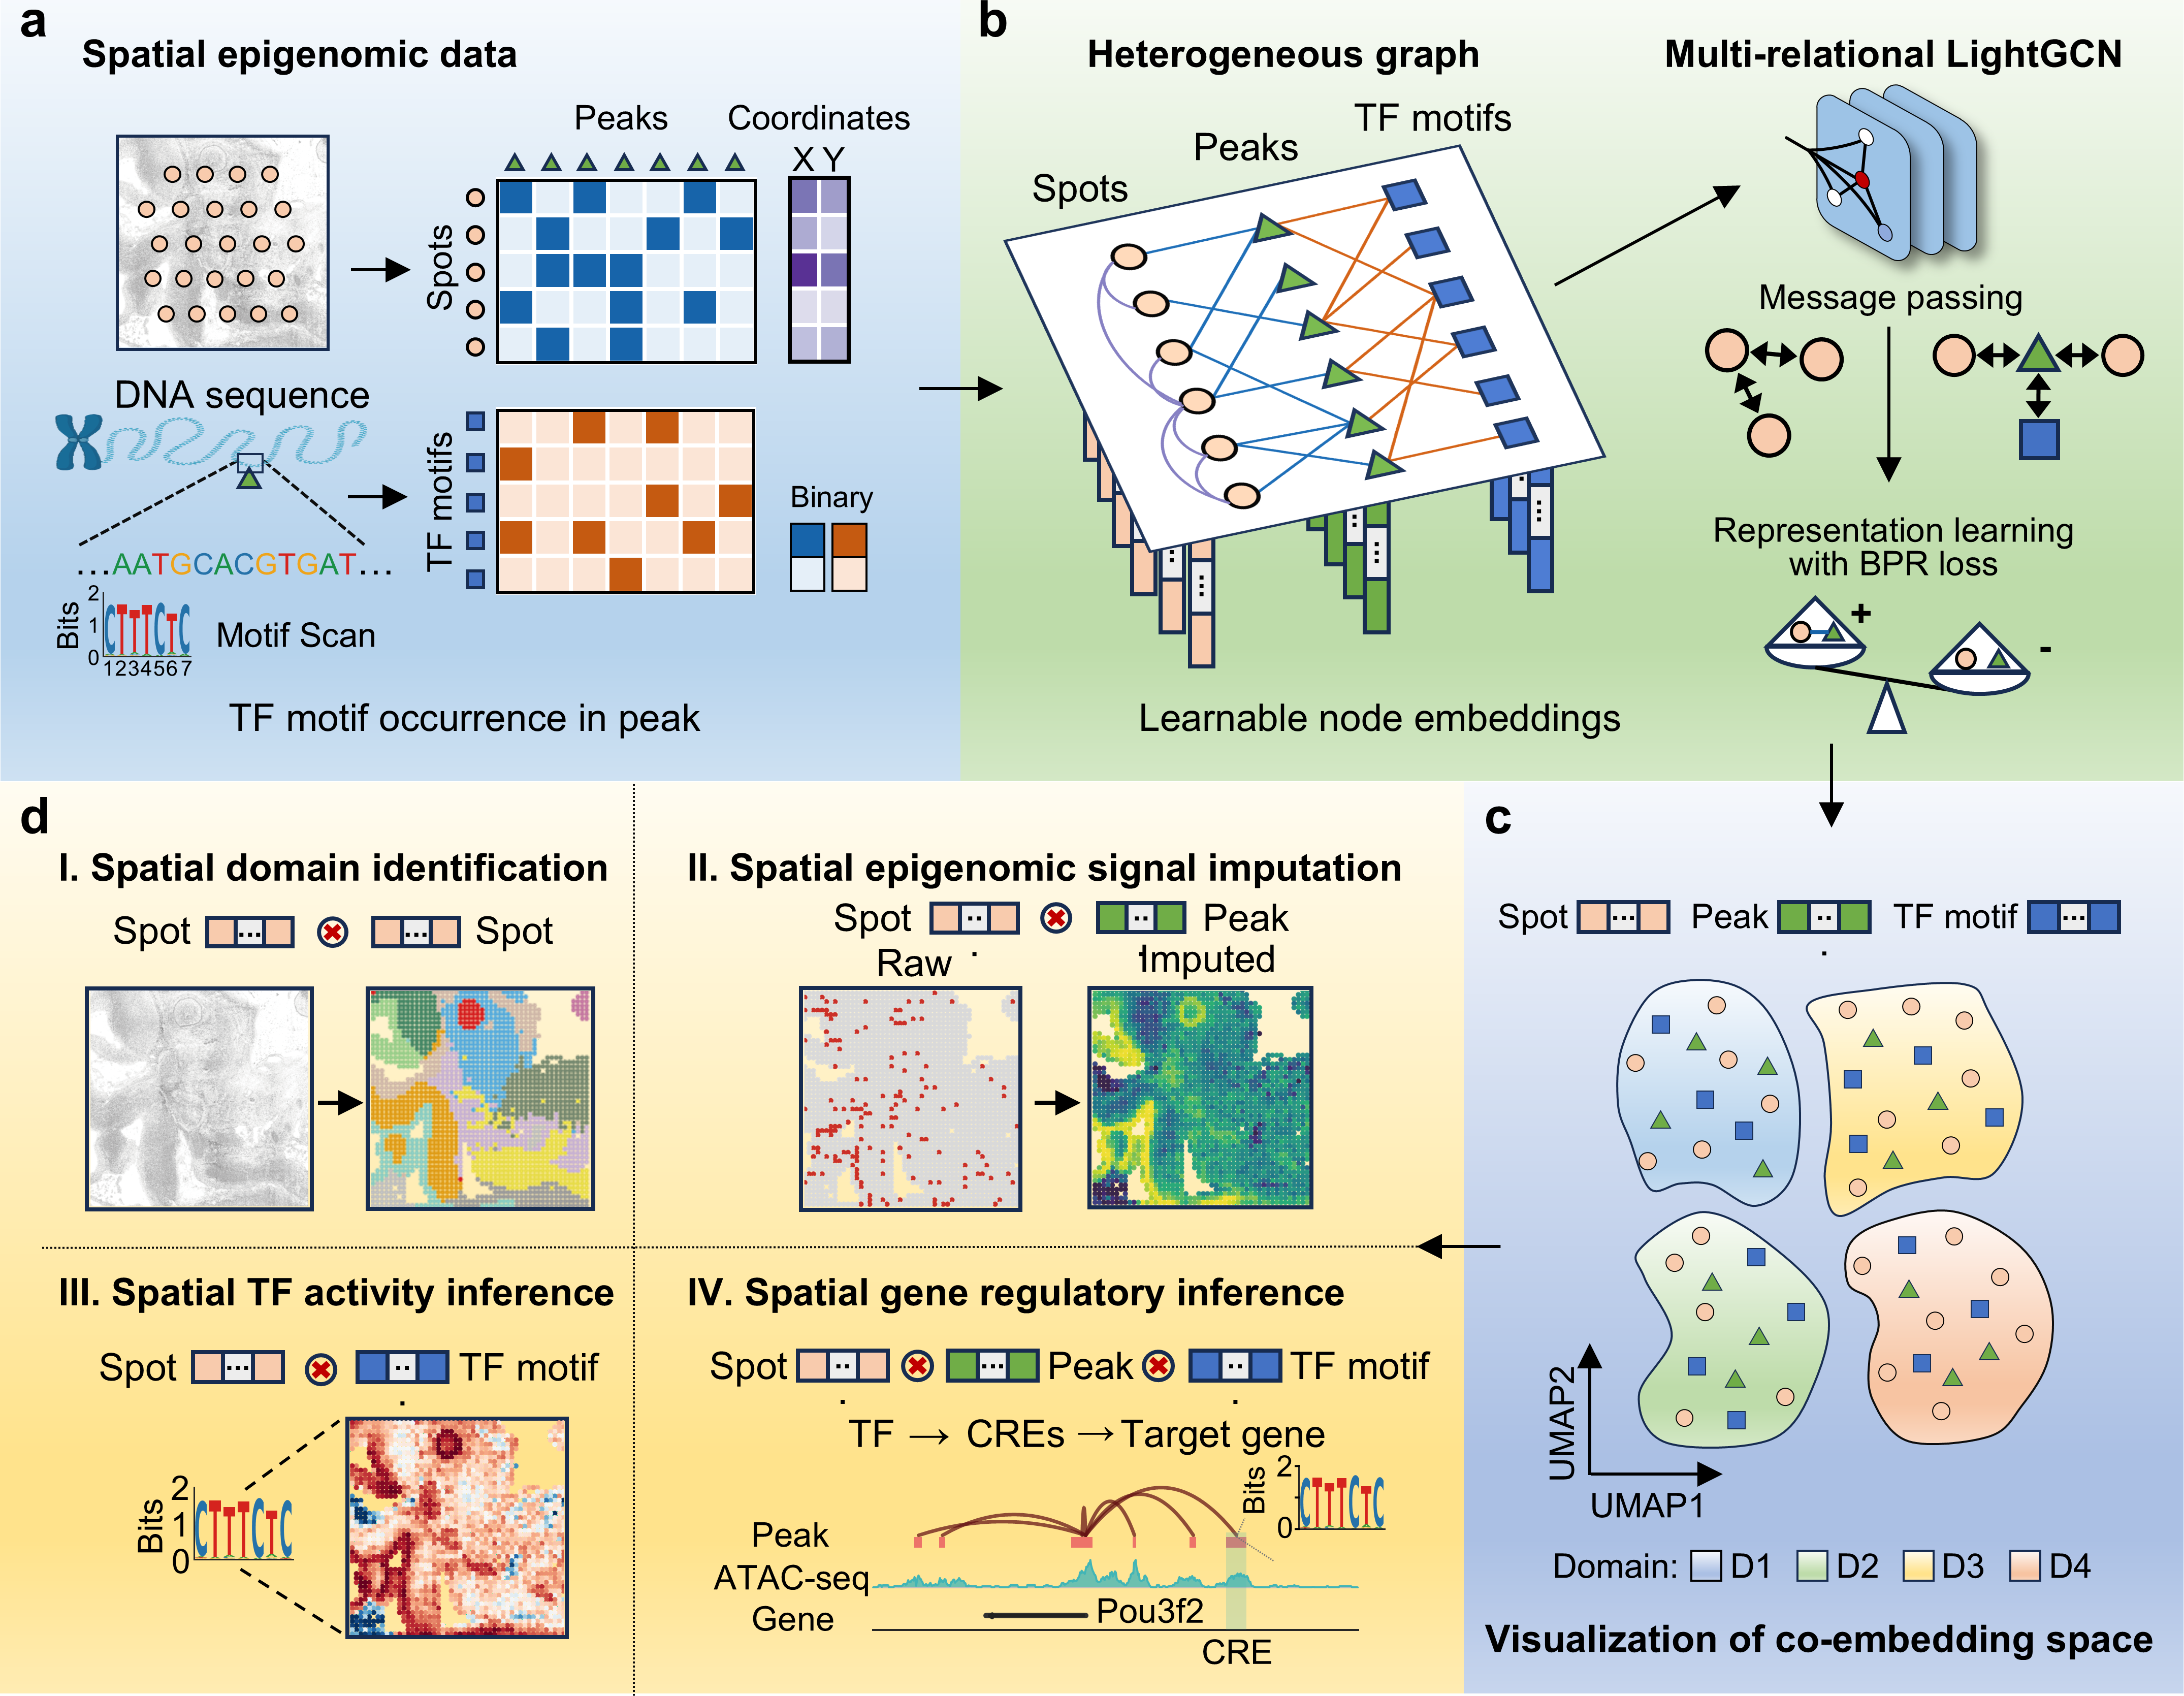 a
Spatial epigenomic data
Peaks
Coordinates
X Y
Spots
DNA sequence
TF motifs
Binary
...AATGCACGTGAT...
Bits
2
1
0
CTTTCTC
1234567
Motif Scan
TF motif occurrence in peak
b
Heterogeneous graph
Multi-relational LightGCN
TF motifs
Peaks
Spots
Message passing
Representation learning
with BPR loss
+
-
Learnable node embeddings
c
Spot ... Peak .. TF motif ...
UMAP2
UMAP1
Domain: D1 D2 D3 D4
Visualization of co-embedding space
d
I. Spatial domain identification
Spot ... ... Spot
II. Spatial epigenomic signal imputation
Spot .. .. Peak
Raw Imputed
III. Spatial TF activity inference
Spot ... .. TF motif
Bits
2
1
0
CTTTCTC
IV. Spatial gene regulatory inference
Spot .. ... Peak .. TF motif
TF → CREs → Target gene
Bits
2
0
CTTTCTC
Peak
ATAC-seq
Gene
Pou3f2
CRE